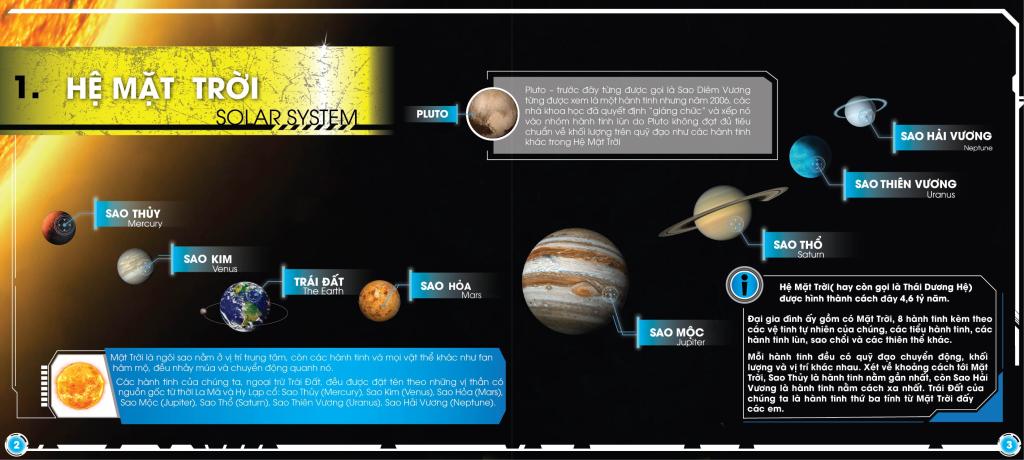 1. HỆ MẶT TRỜI
SOLAR SYSTEM
PLUTO
Pluto – trước đây từng được gọi là Sao Diêm Vương
từng được xem là một hành tinh nhưng năm 2006, các
nhà khoa học đã quyết định "giáng chức" và xếp nó
vào nhóm hành tinh lùn do Pluto không đạt đủ tiêu
chuẩn về khối lượng trên quỹ đạo như các hành tinh
khác trong Hệ Mặt Trời
SAO HẢI VƯƠNG
Neptune
SAO THIÊN VƯƠNG
Uranus
SAO THỔ
Saturn
SAO THỦY
Mercury
SAO KIM
Venus
TRÁI ĐẤT
The Earth
SAO HỎA
Mars
SAO MỘC
Jupiter
Mặt Trời là ngôi sao nằm ở vị trí trung tâm, còn các hành tinh và mọi vật thể khác như fan
hâm mộ, đều nhảy múa và chuyển động quanh nó.
Các hành tinh của chúng ta, ngoại trừ Trái Đất, đều được đặt tên theo những vị thần có
nguồn gốc từ thời La Mã và Hy Lạp cổ: Sao Thủy (Mercury), Sao Kim (Venus), Sao Hỏa (Mars),
Sao Mộc (Jupiter), Sao Thổ (Saturn), Sao Thiên Vương (Uranus), Sao Hải Vương (Neptune).
i
Hệ Mặt Trời( hay còn gọi là Thái Dương Hệ)
được hình thành cách đây 4,6 tỷ năm.
Đại gia đình ấy gồm có Mặt Trời, 8 hành tinh kèm theo
các vệ tinh tự nhiên của chúng, các tiểu hành tinh, các
hành tinh lùn, sao chổi và các thiên thể khác.
Mỗi hành tinh đều có quỹ đạo chuyển động, khối
lượng và vị trí khác nhau. Xét về khoảng cách tới Mặt
Trời, Sao Thủy là hành tinh nằm gần nhất, còn Sao Hải
Vương là hành tinh nằm cách xa nhất. Trái Đất của
chúng ta là hành tinh thứ ba tính từ Mặt Trời đấy
các em.
2
3